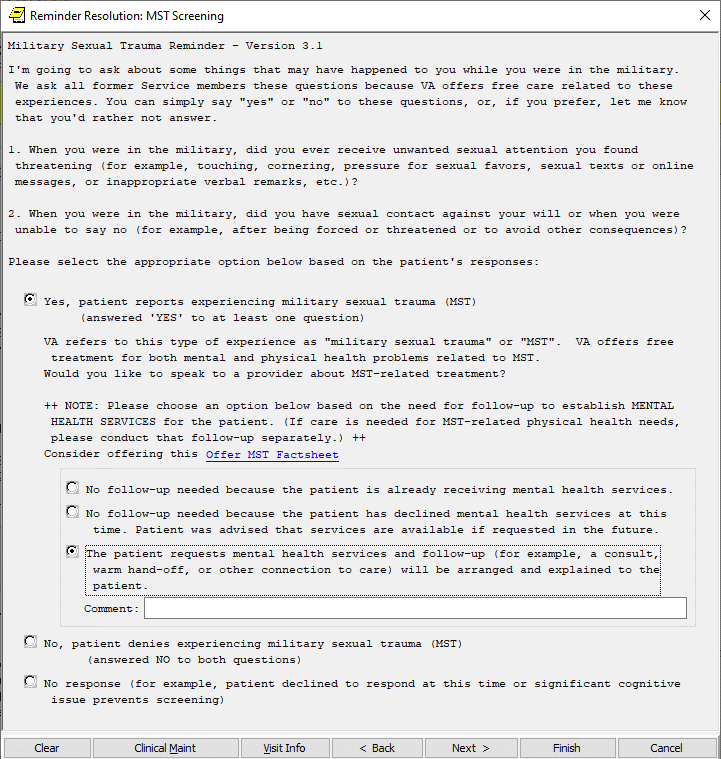 Reminder Resolution: MST Screening
Military Sexual Trauma Reminder - Version 3.1
I'm going to ask about some things that may have happened to you while you were in the military.
We ask all former Service members these questions because VA offers free care related to these
experiences. You can simply say "yes" or "no" to these questions, or, if you prefer, let me know
that you'd rather not answer.
1. When you were in the military, did you ever receive unwanted sexual attention you found
threatening (for example, touching, cornering, pressure for sexual favors, sexual texts or online
messages, or inappropriate verbal remarks, etc.)?
2. When you were in the military, did you have sexual contact against your will or when you were
unable to say no (for example, after being forced or threatened or to avoid other consequences)?
Please select the appropriate option below based on the patient's responses:
Yes, patient reports experiencing military sexual trauma (MST)
(answered 'YES' to at least one question)
VA refers to this type of experience as "military sexual trauma" or "MST".  VA offers free
treatment for both mental and physical health problems related to MST.
Would you like to speak to a provider about MST-related treatment?
++ NOTE: Please choose an option below based on the need for follow-up to establish MENTAL
HEALTH SERVICES for the patient. (If care is needed for MST-related physical health needs,
please conduct that follow-up separately.) ++
Consider offering this Offer MST Factsheet
No follow-up needed because the patient is already receiving mental health services.
No follow-up needed because the patient has declined mental health services at this
time. Patient was advised that services are available if requested in the future.
The patient requests mental health services and follow-up (for example, a consult,
warm hand-off, or other connection to care) will be arranged and explained to the
patient.
Comment:
No, patient denies experiencing military sexual trauma (MST)
(answered NO to both questions)
No response (for example, patient declined to respond at this time or significant cognitive
issue prevents screening)
Clear Clinical Maint Visit Info < Back Next > Finish Cancel